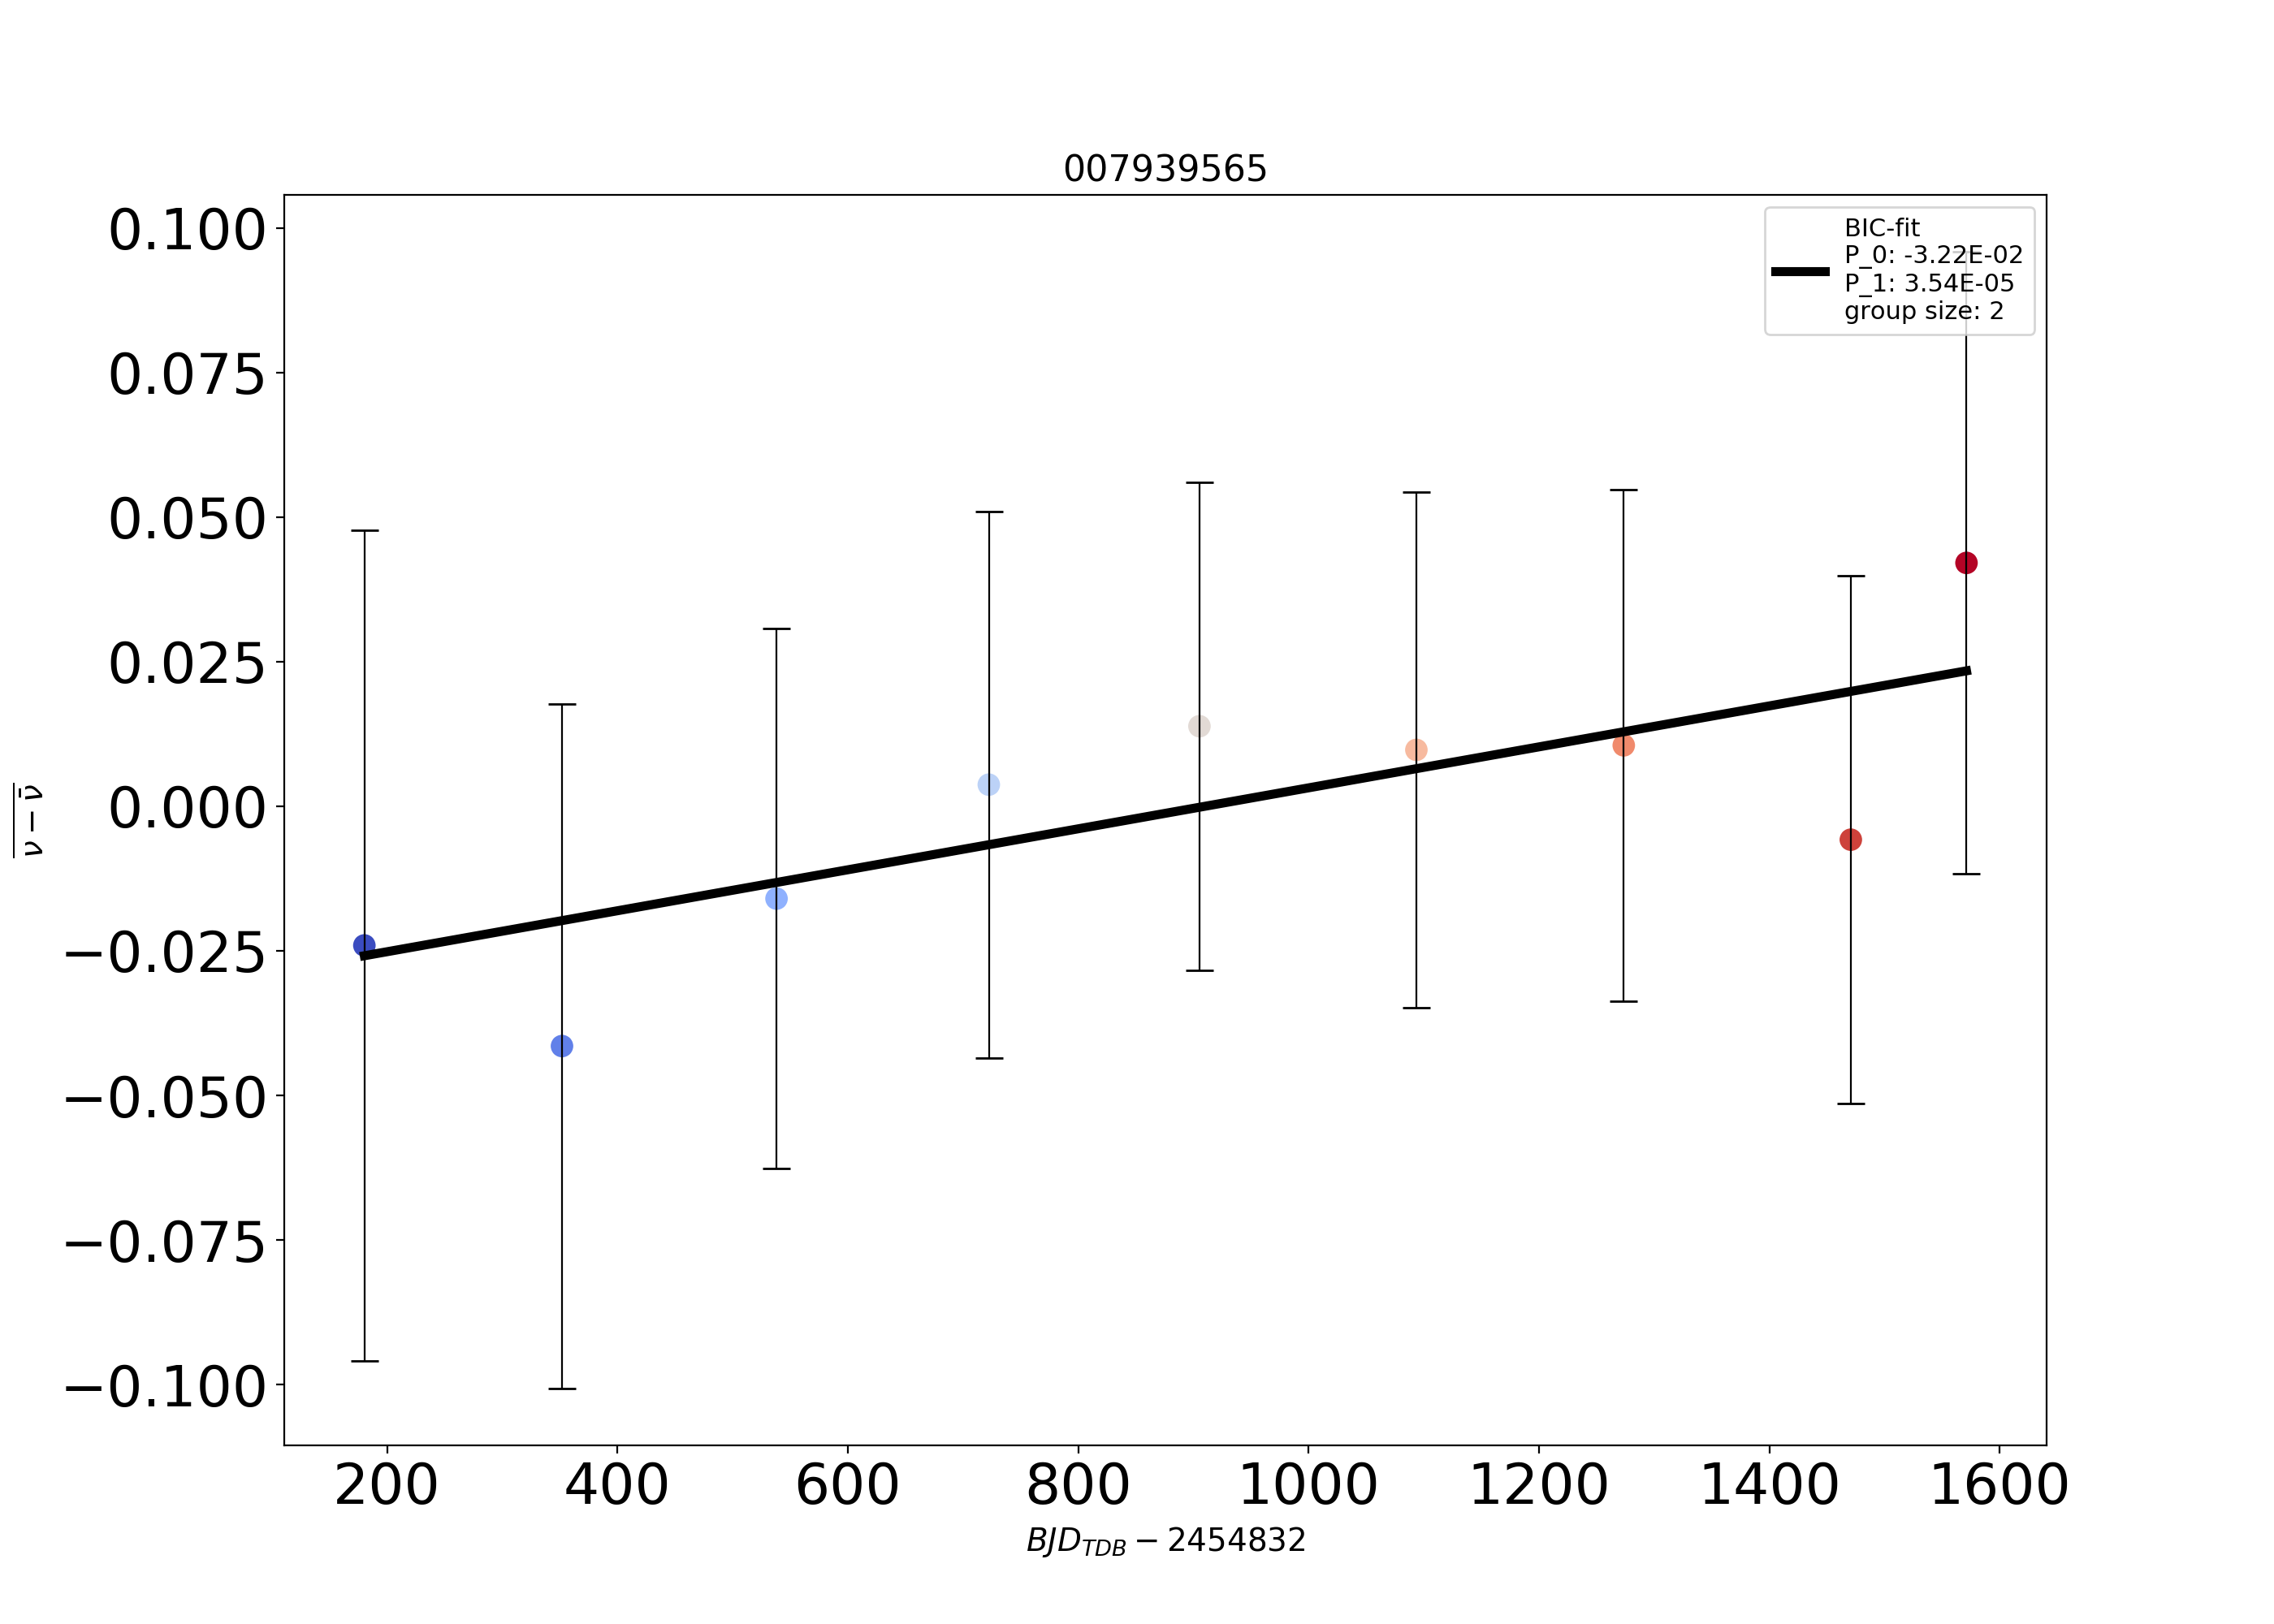 007939565
0.100
0.075
0.050
0.025
0.000
−0.025
−0.050
−0.075
−0.100
ν − ν̄
BIC-fit
P_0: -3.22E-02
P_1: 3.54E-05
group size: 2
200 400 600 800 1000 1200 1400 1600
BJD_TDB − 2454832